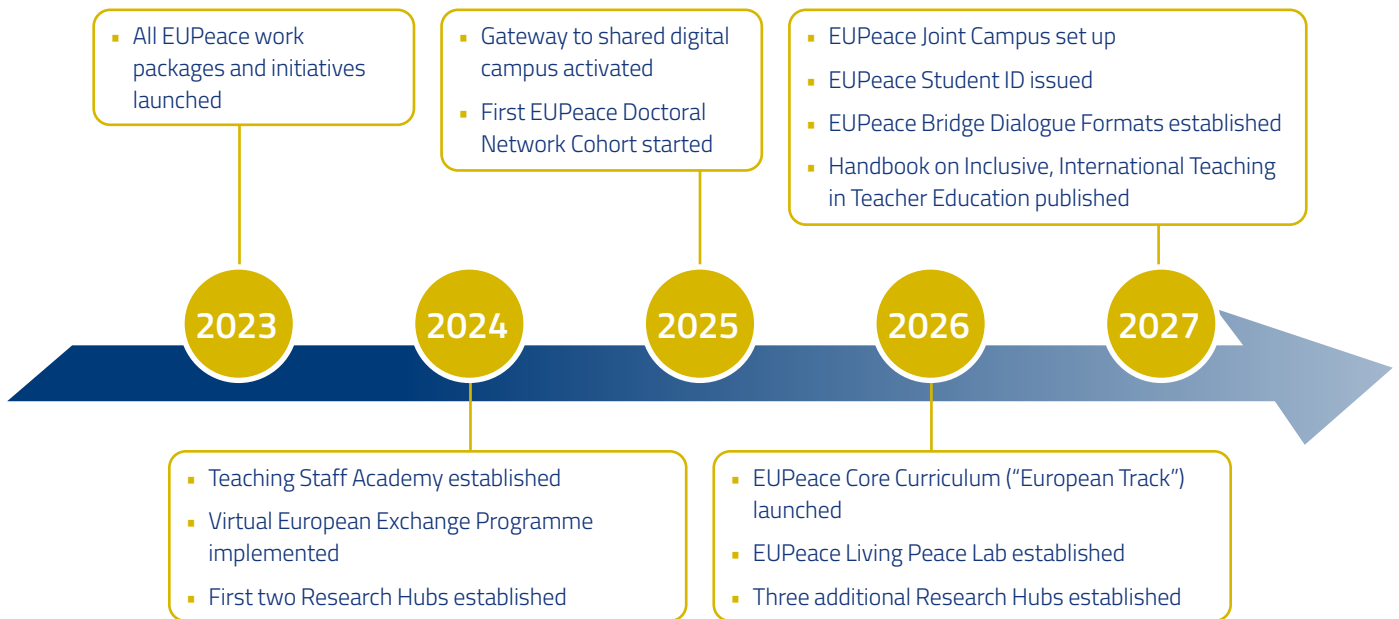 ▪ All EUPeace work
packages and initiatives
launched
▪ Gateway to shared digital
campus activated
▪ First EUPeace Doctoral
Network Cohort started
▪ EUPeace Joint Campus set up
▪ EUPeace Student ID issued
▪ EUPeace Bridge Dialogue Formats established
▪ Handbook on Inclusive, International Teaching
in Teacher Education published
2023
2024
2025
2026
2027
▪ Teaching Staff Academy established
▪ Virtual European Exchange Programme
implemented
▪ First two Research Hubs established
▪ EUPeace Core Curriculum (“European Track”)
launched
▪ EUPeace Living Peace Lab established
▪ Three additional Research Hubs established